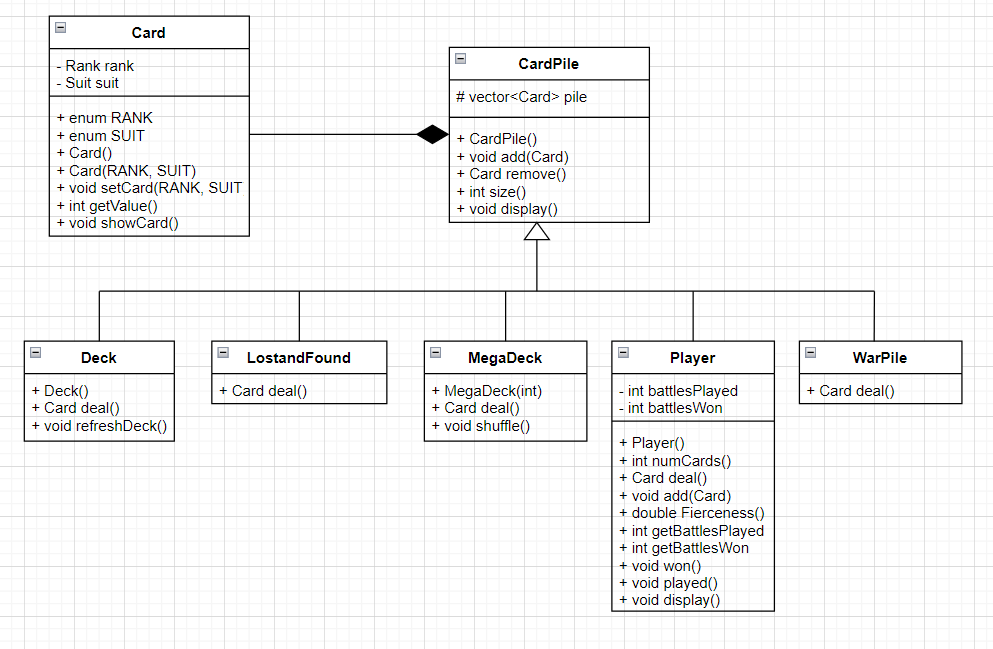 Card
- Rank rank
- Suit suit
+ enum RANK
+ enum SUIT
+ Card()
+ Card(RANK, SUIT)
+ void setCard(RANK, SUIT
+ int getValue()
+ void showCard()
CardPile
# vector<Card> pile
+ CardPile()
+ void add(Card)
+ Card remove()
+ int size()
+ void display()
Deck
+ Deck()
+ Card deal()
+ void refreshDeck()
LostandFound
+ Card deal()
MegaDeck
+ MegaDeck(int)
+ Card deal()
+ void shuffle()
Player
- int battlesPlayed
- int battlesWon
+ Player()
+ int numCards()
+ Card deal()
+ void add(Card)
+ double Fierceness()
+ int getBattlesPlayed
+ int getBattlesWon
+ void won()
+ void played()
+ void display()
WarPile
+ Card deal()